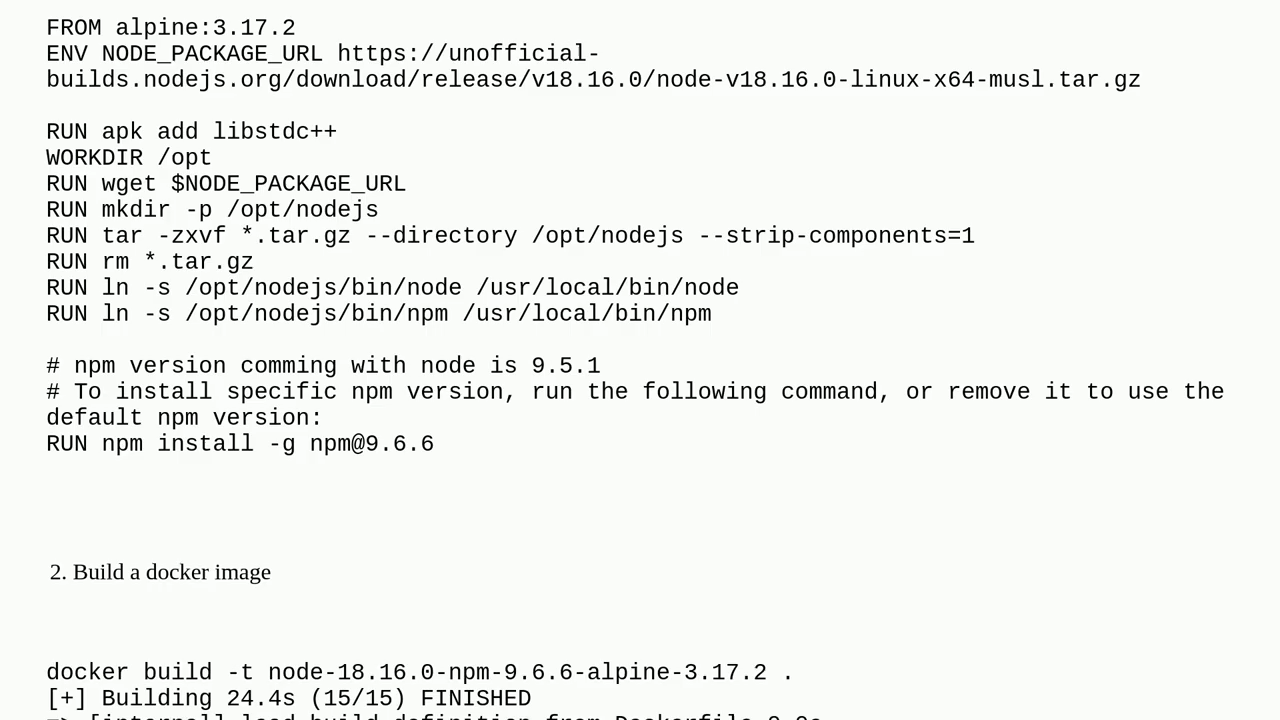 FROM alpine:3.17.2
ENV NODE_PACKAGE_URL https://unofficial-
builds.nodejs.org/download/release/v18.16.0/node-v18.16.0-linux-x64-musl.tar.gz
RUN apk add libstdc++
WORKDIR /opt
RUN wget $NODE_PACKAGE_URL
RUN mkdir -p /opt/nodejs
RUN tar -zxvf *.tar.gz --directory /opt/nodejs --strip-components=1
RUN rm *.tar.gz
RUN ln -s /opt/nodejs/bin/node /usr/local/bin/node
RUN ln -s /opt/nodejs/bin/npm /usr/local/bin/npm
# npm version comming with node is 9.5.1
# To install specific npm version, run the following command, or remove it to use the
default npm version:
RUN npm install -g npm@9.6.6
2. Build a docker image
docker build -t node-18.16.0-npm-9.6.6-alpine-3.17.2 .
[+] Building 24.4s (15/15) FINISHED
=> [internal] load build definition from Dockerfile